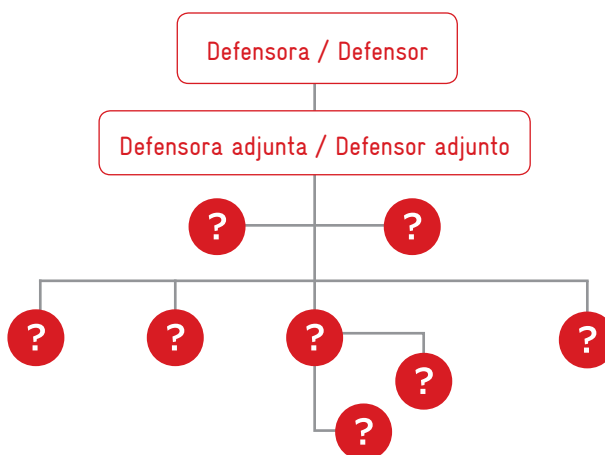 Defensora / Defensor
Defensora adjunta / Defensor adjunto
? ?
? ? ? ?
?
?